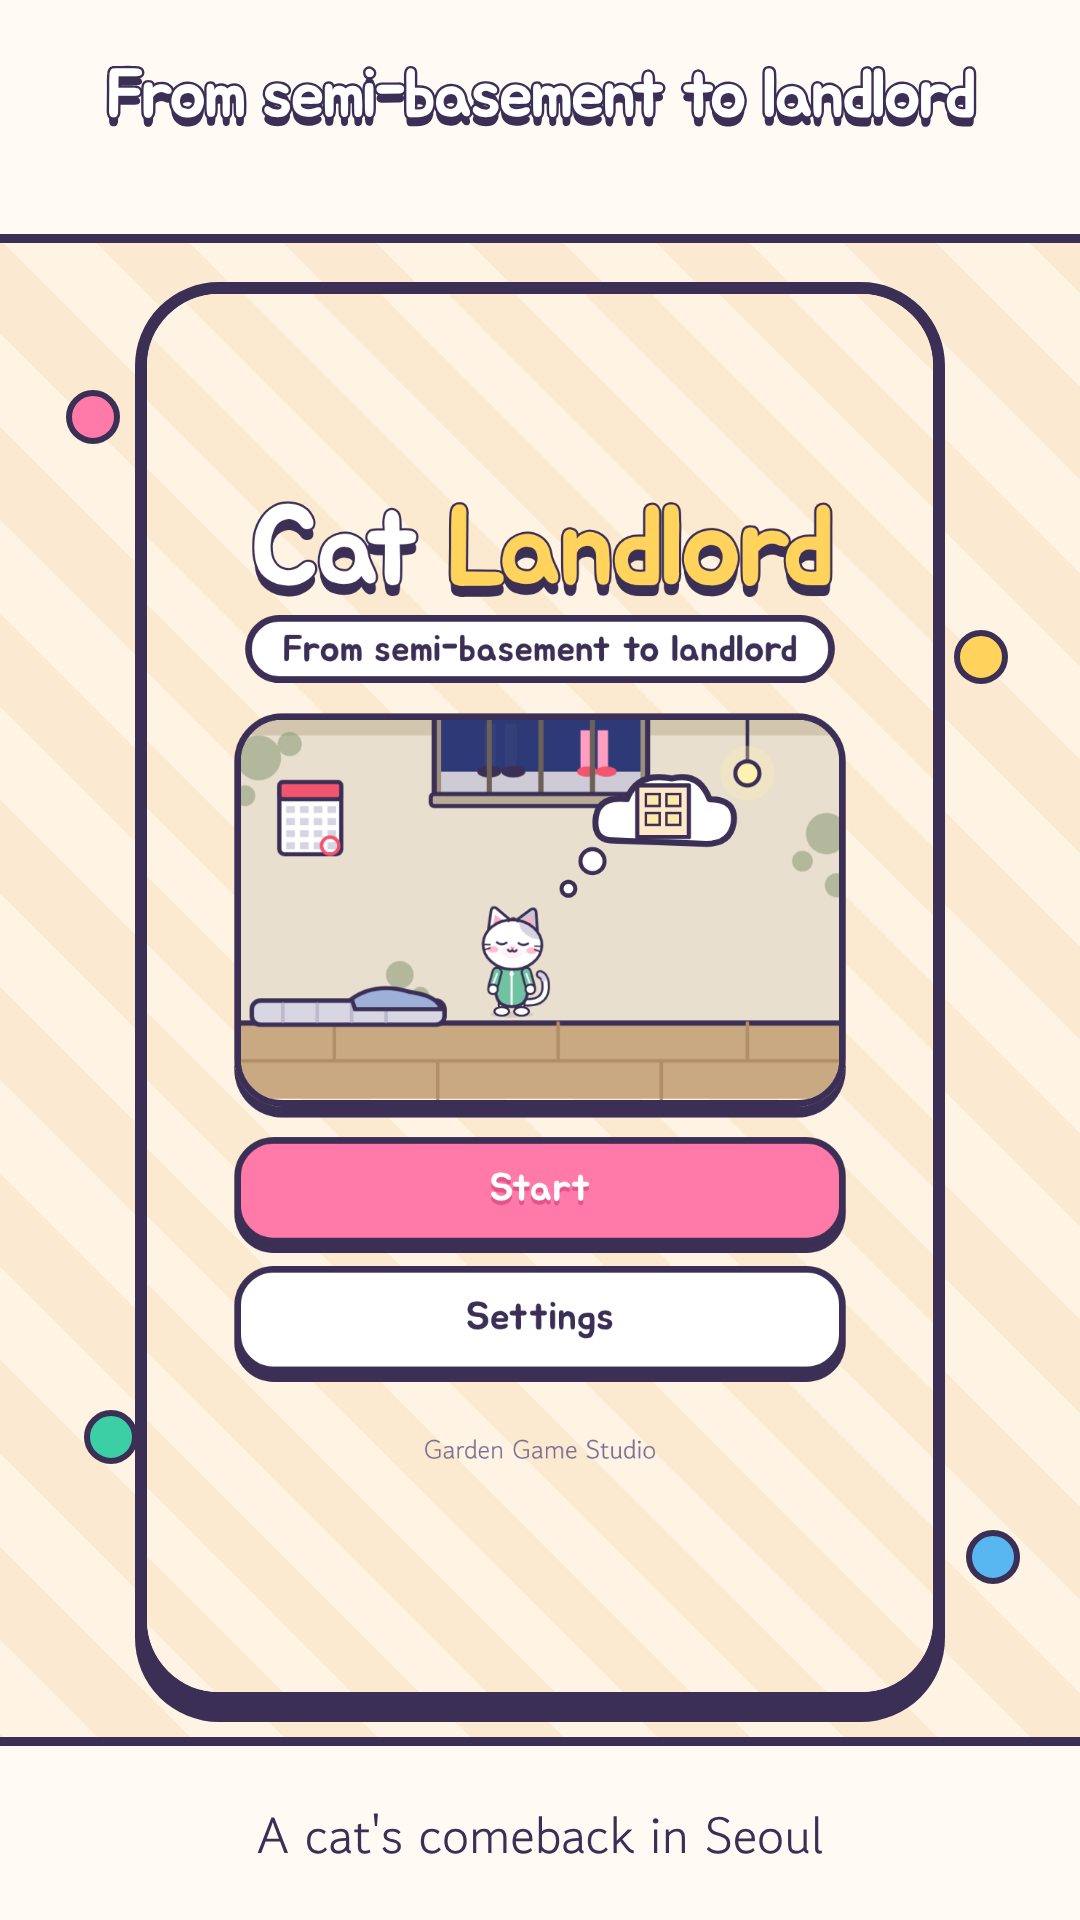 From semi-basement to landlord
Cat Landlord
From semi-basement to landlord
Start
Settings
Garden Game Studio
A cat's comeback in Seoul